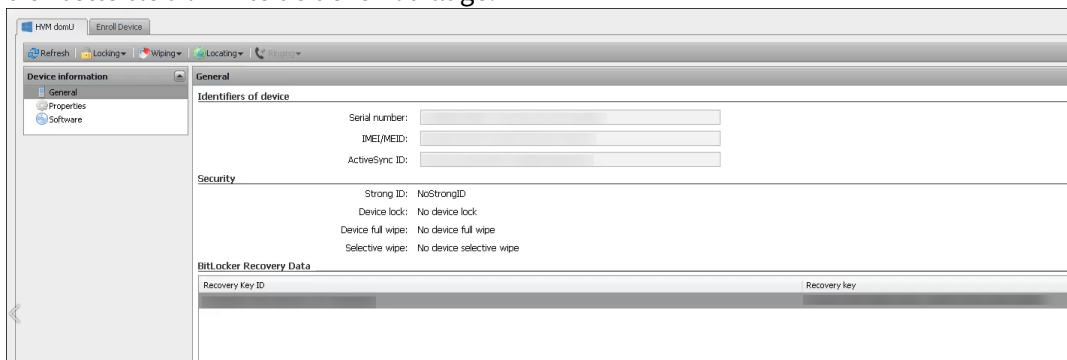 HVM domU Enroll Device
Refresh Locking Wiping Locating Ringing
Device information
General
Properties
Software
General
Identifiers of device
Serial number:
IMEI/MEID:
ActiveSync ID:
Security
Strong ID: NoStrongID
Device lock: No device lock
Device full wipe: No device full wipe
Selective wipe: No device selective wipe
BitLocker Recovery Data
Recovery Key ID Recovery key